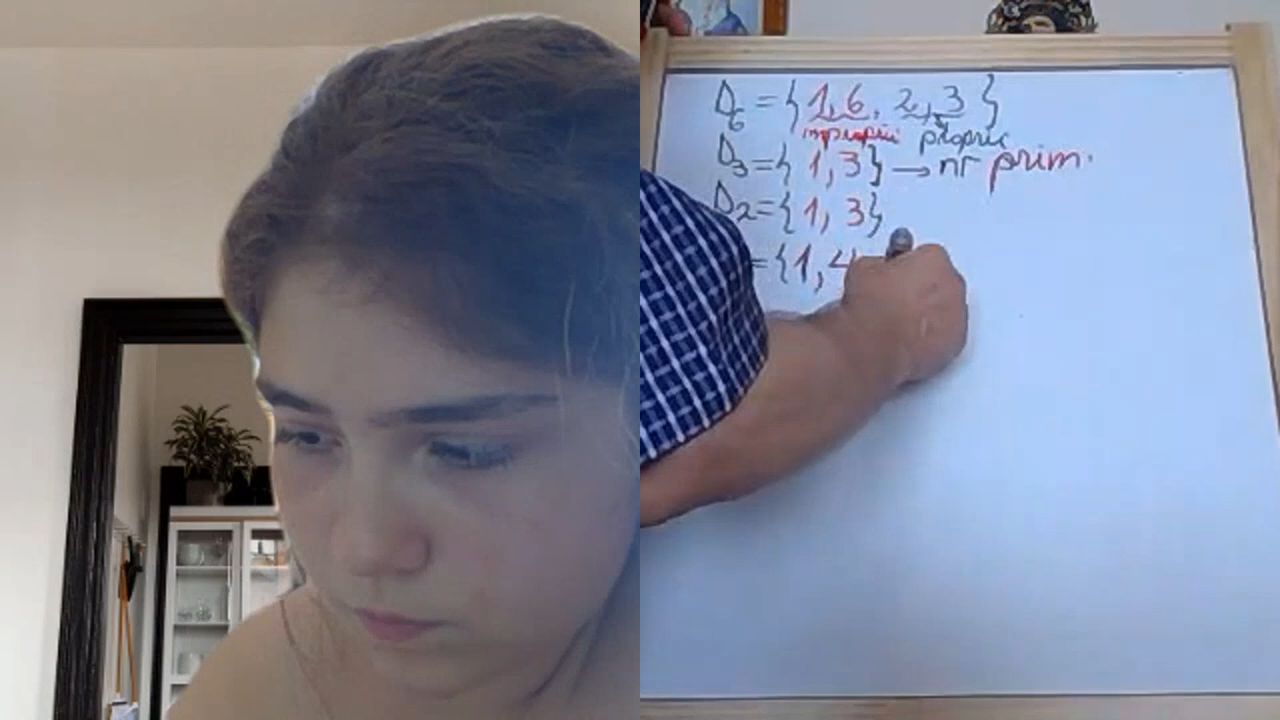 D6 = { 1, 6, 2, 3 }
improprii proprii
D3 = { 1, 3 } → nr prim.
D2 = { 1, 3 }
= { 1, 4